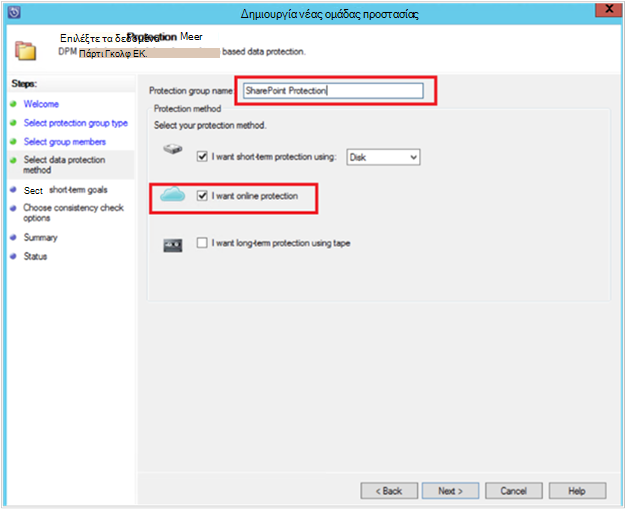 Δημιουργία νέας ομάδας προστασίας
X
Επιλέξτε τα Protection Meer
DPM Πάρτι Γκολφ ΕΚ. based data protection.
Steps:
Welcome
Select protection group type
Select group members
Select data protection
method
Sect short-term goals
Choose consistency check
options
Summary
Status
Protection group name: SharePoint Protection
Protection method
Select your protection method.
I want short-term protection using: Disk
I want online protection
I want long-term protection using tape
< Back Next > Cancel Help